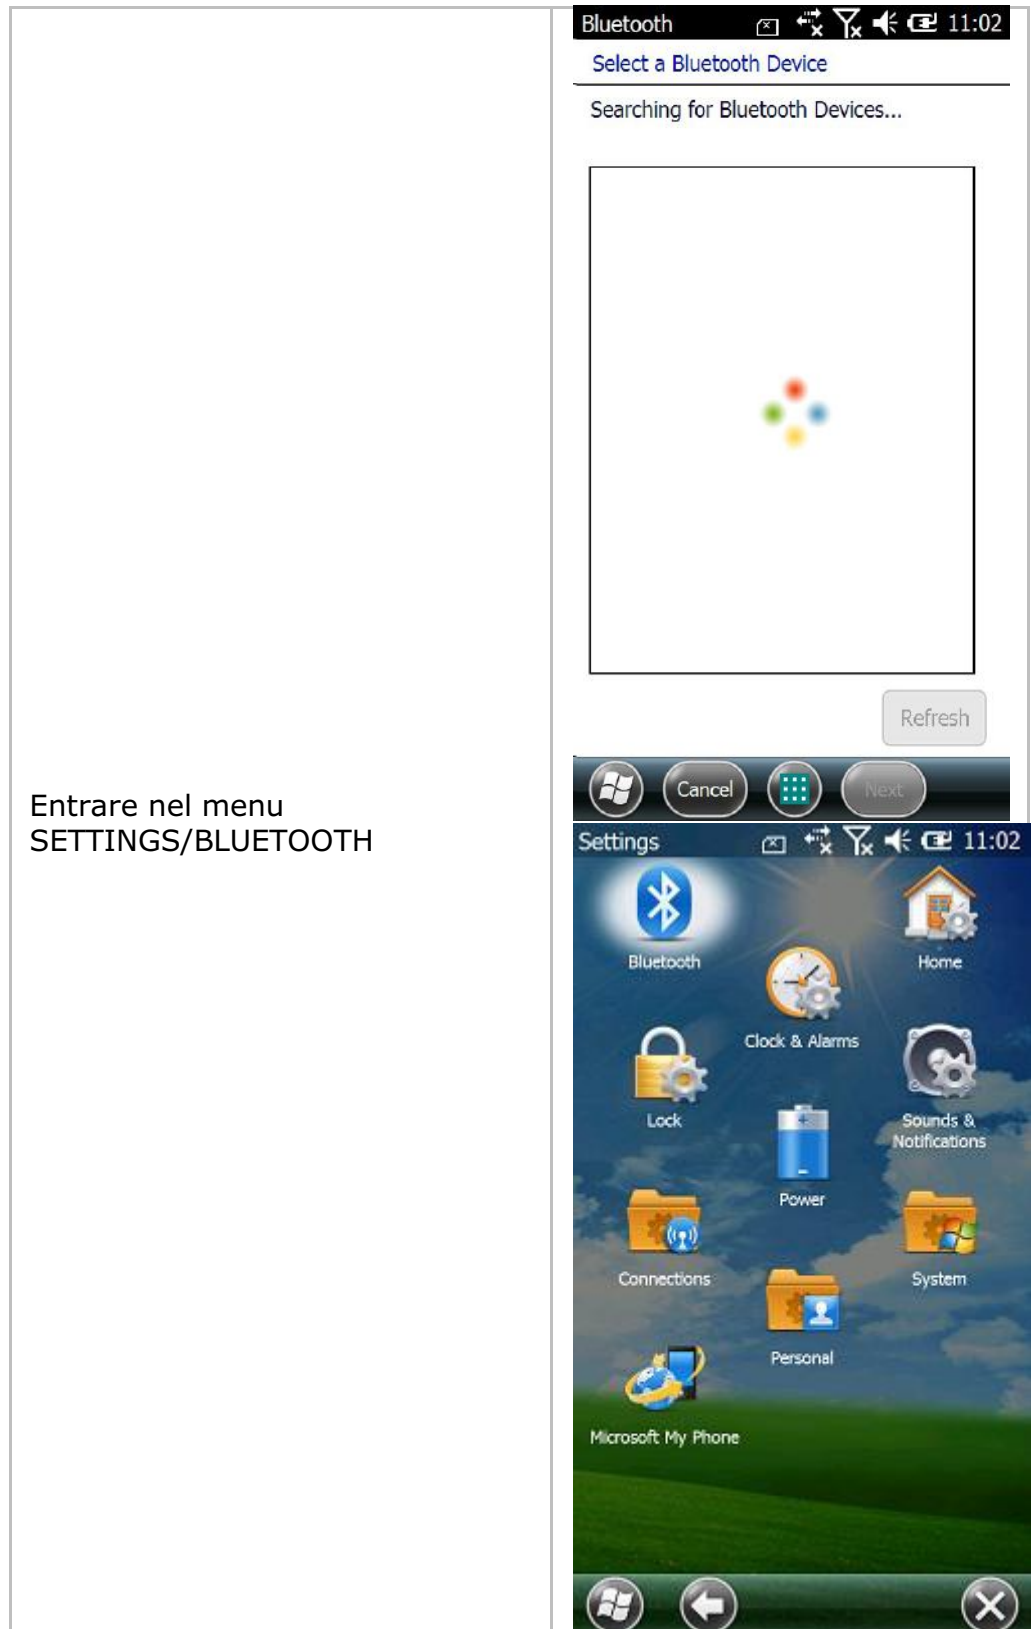 Bluetooth 11:02
Select a Bluetooth Device
Searching for Bluetooth Devices...
Refresh
Cancel Next
Entrare nel menu
SETTINGS/BLUETOOTH
Settings 11:02
Bluetooth
Home
Clock & Alarms
Lock
Sounds &
Notifications
Power
Connections
System
Personal
Microsoft My Phone